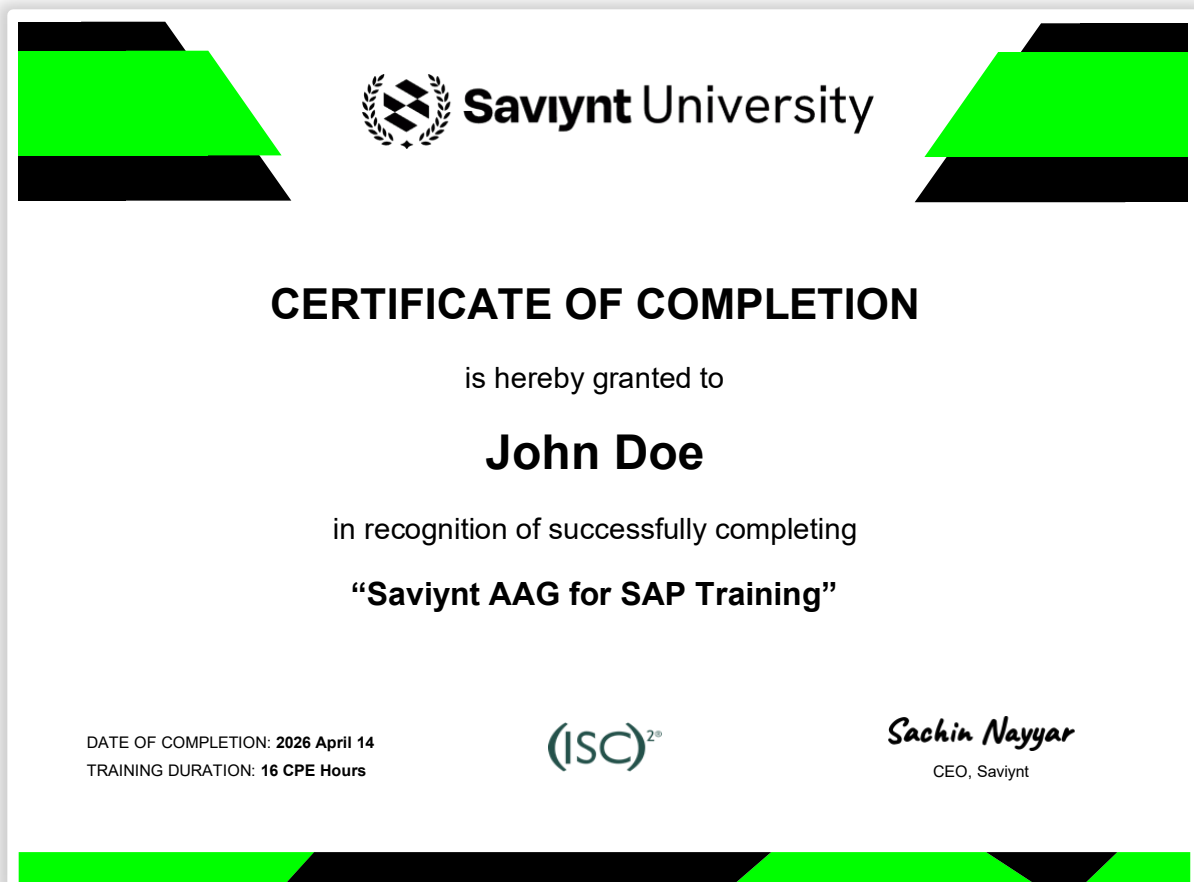 Savıynt University
CERTIFICATE OF COMPLETION
is hereby granted to
John Doe
in recognition of successfully completing
“Saviynt AAG for SAP Training”
DATE OF COMPLETION: 2026 April 14
TRAINING DURATION: 16 CPE Hours
(ISC)²®
Sachin Nayyar
CEO, Saviynt